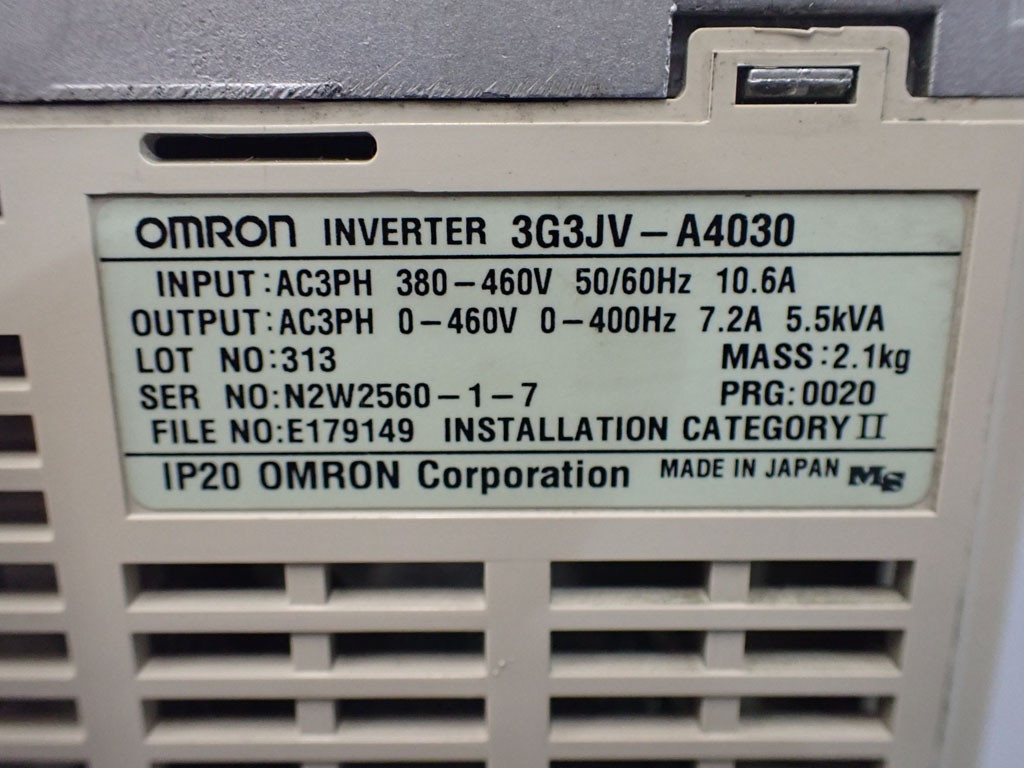 OMRON INVERTER 3G3JV-A4030
INPUT:AC3PH 380-460V 50/60Hz 10.6A
OUTPUT:AC3PH 0-460V 0-400Hz 7.2A 5.5kVA
LOT NO:313 MASS:2.1kg
SER NO:N2W2560-1-7 PRG:0020
FILE NO:E179149 INSTALLATION CATEGORY II
IP20 OMRON Corporation MADE IN JAPAN MS